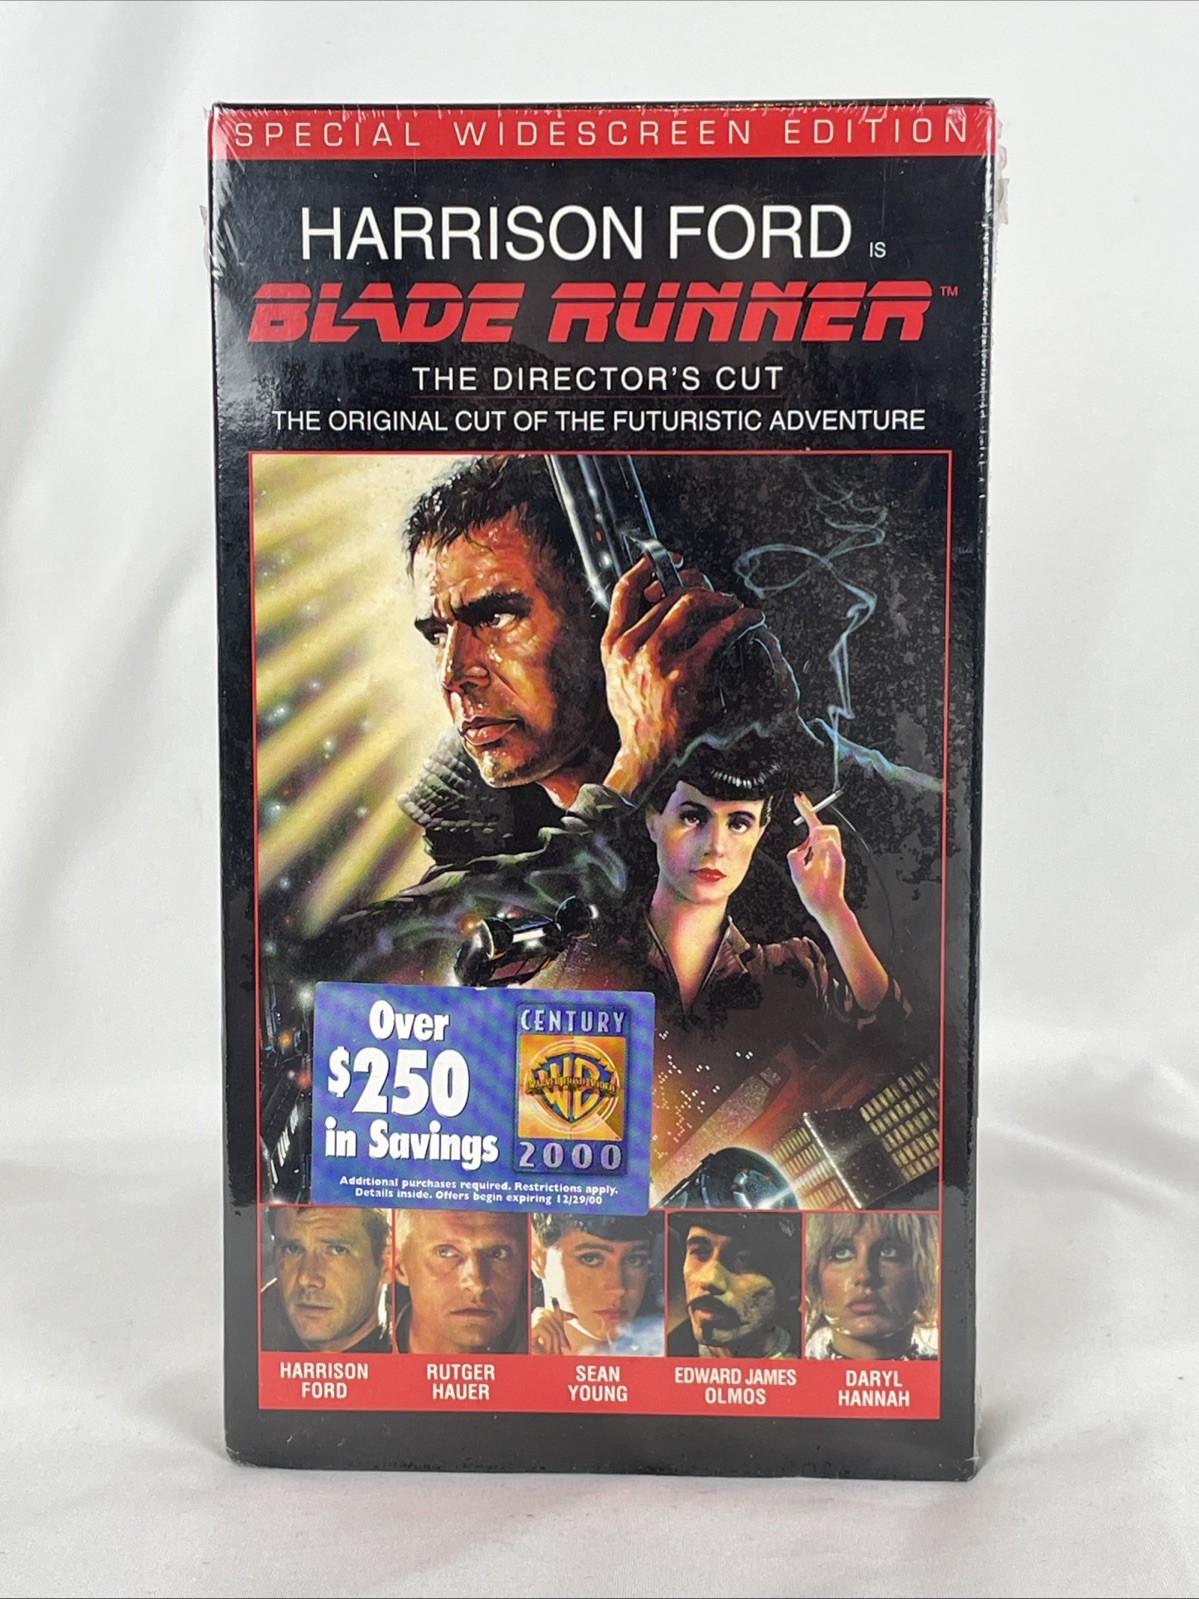 SPECIAL WIDESCREEN EDITION
HARRISON FORD IS
BLADE RUNNER™
THE DIRECTOR'S CUT
THE ORIGINAL CUT OF THE FUTURISTIC ADVENTURE
Over
$250
in Savings
CENTURY
WB
2000
Additional purchases required. Restrictions apply.
Details inside. Offers begin expiring 12/29/00
HARRISON
FORD
RUTGER
HAUER
SEAN
YOUNG
EDWARD JAMES
OLMOS
DARYL
HANNAH